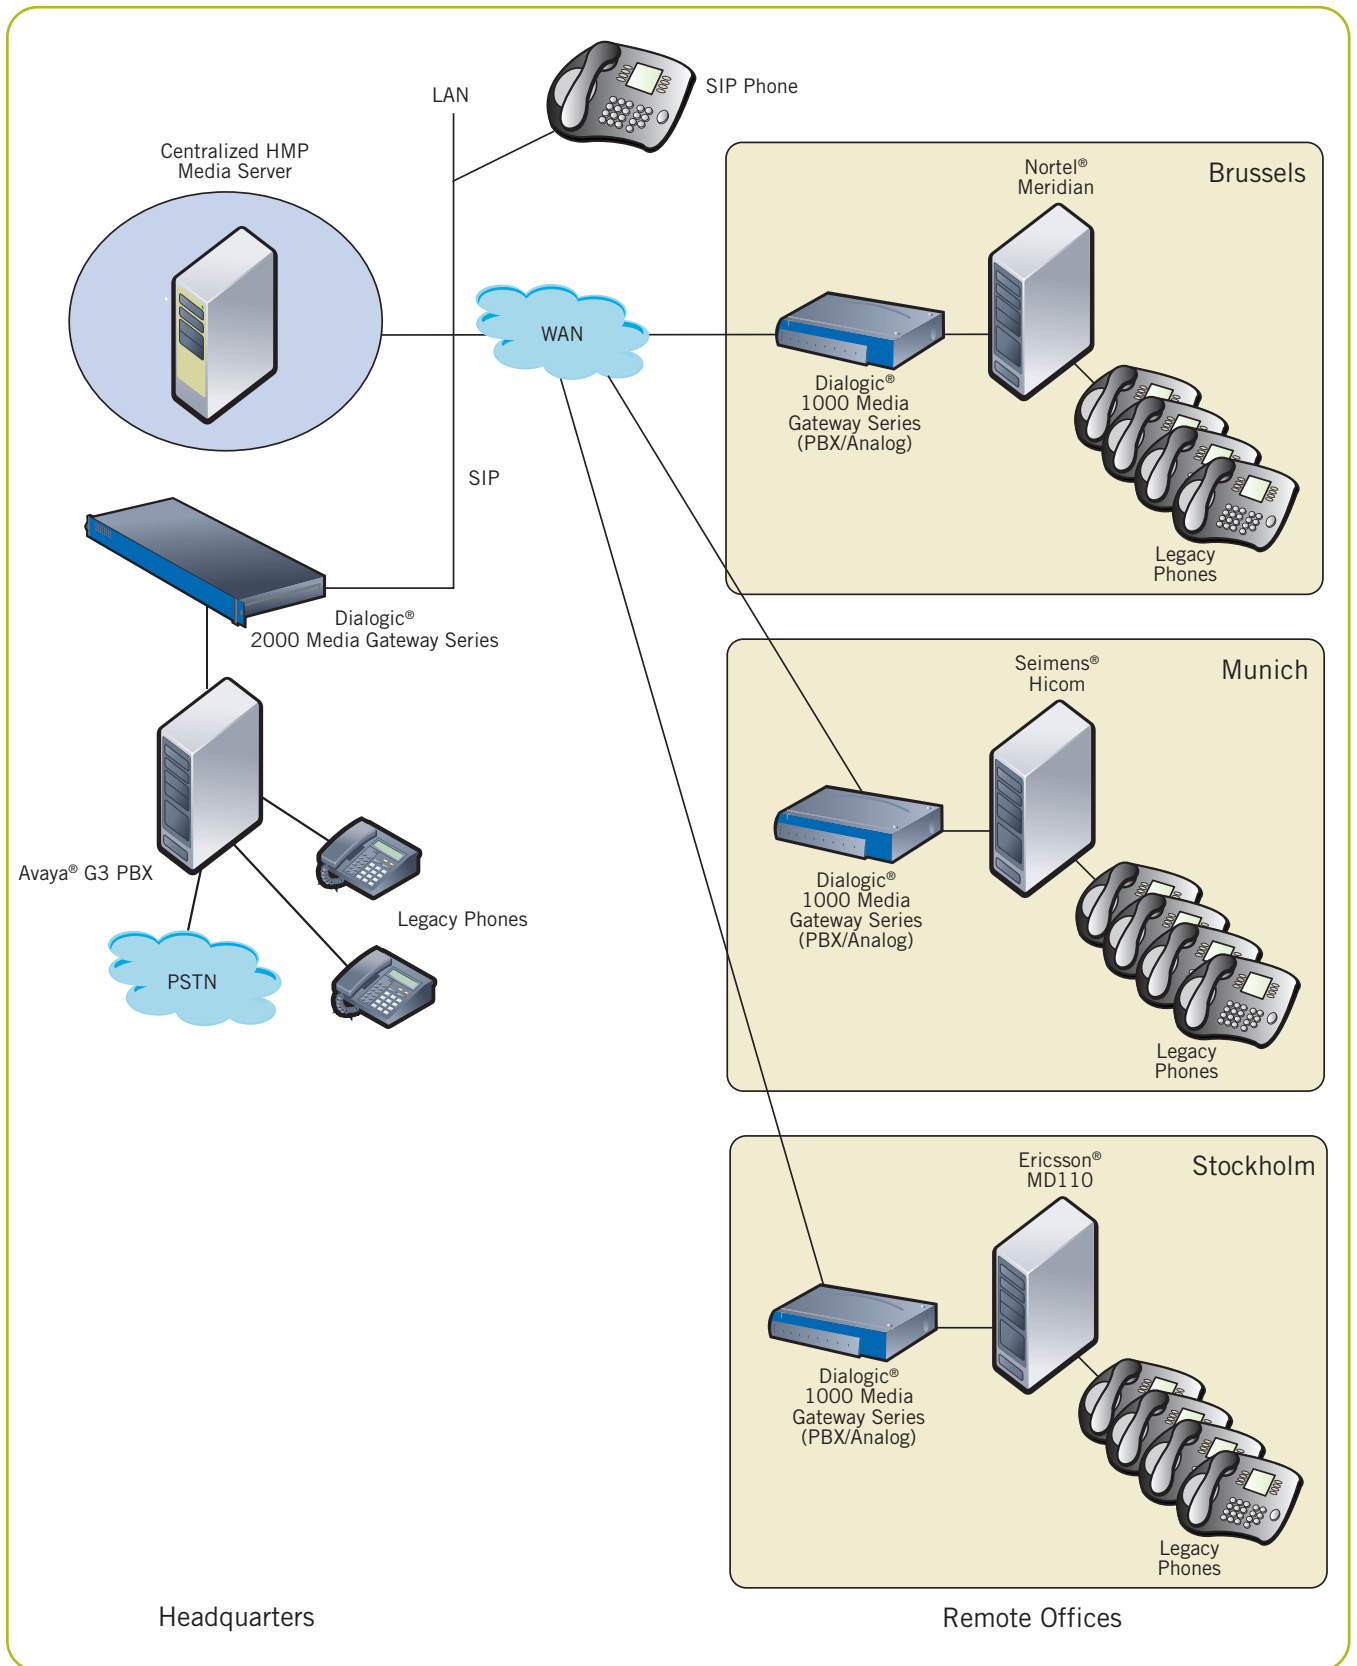 LAN
SIP Phone
Centralized HMP
Media Server
WAN
SIP
Dialogic®
2000 Media Gateway Series
Avaya® G3 PBX
Legacy Phones
PSTN
Headquarters
Brussels
Nortel®
Meridian
Dialogic®
1000 Media
Gateway Series
(PBX/Analog)
Legacy
Phones
Munich
Seimens®
Hicom
Dialogic®
1000 Media
Gateway Series
(PBX/Analog)
Legacy
Phones
Stockholm
Ericsson®
MD110
Dialogic®
1000 Media
Gateway Series
(PBX/Analog)
Legacy
Phones
Remote Offices